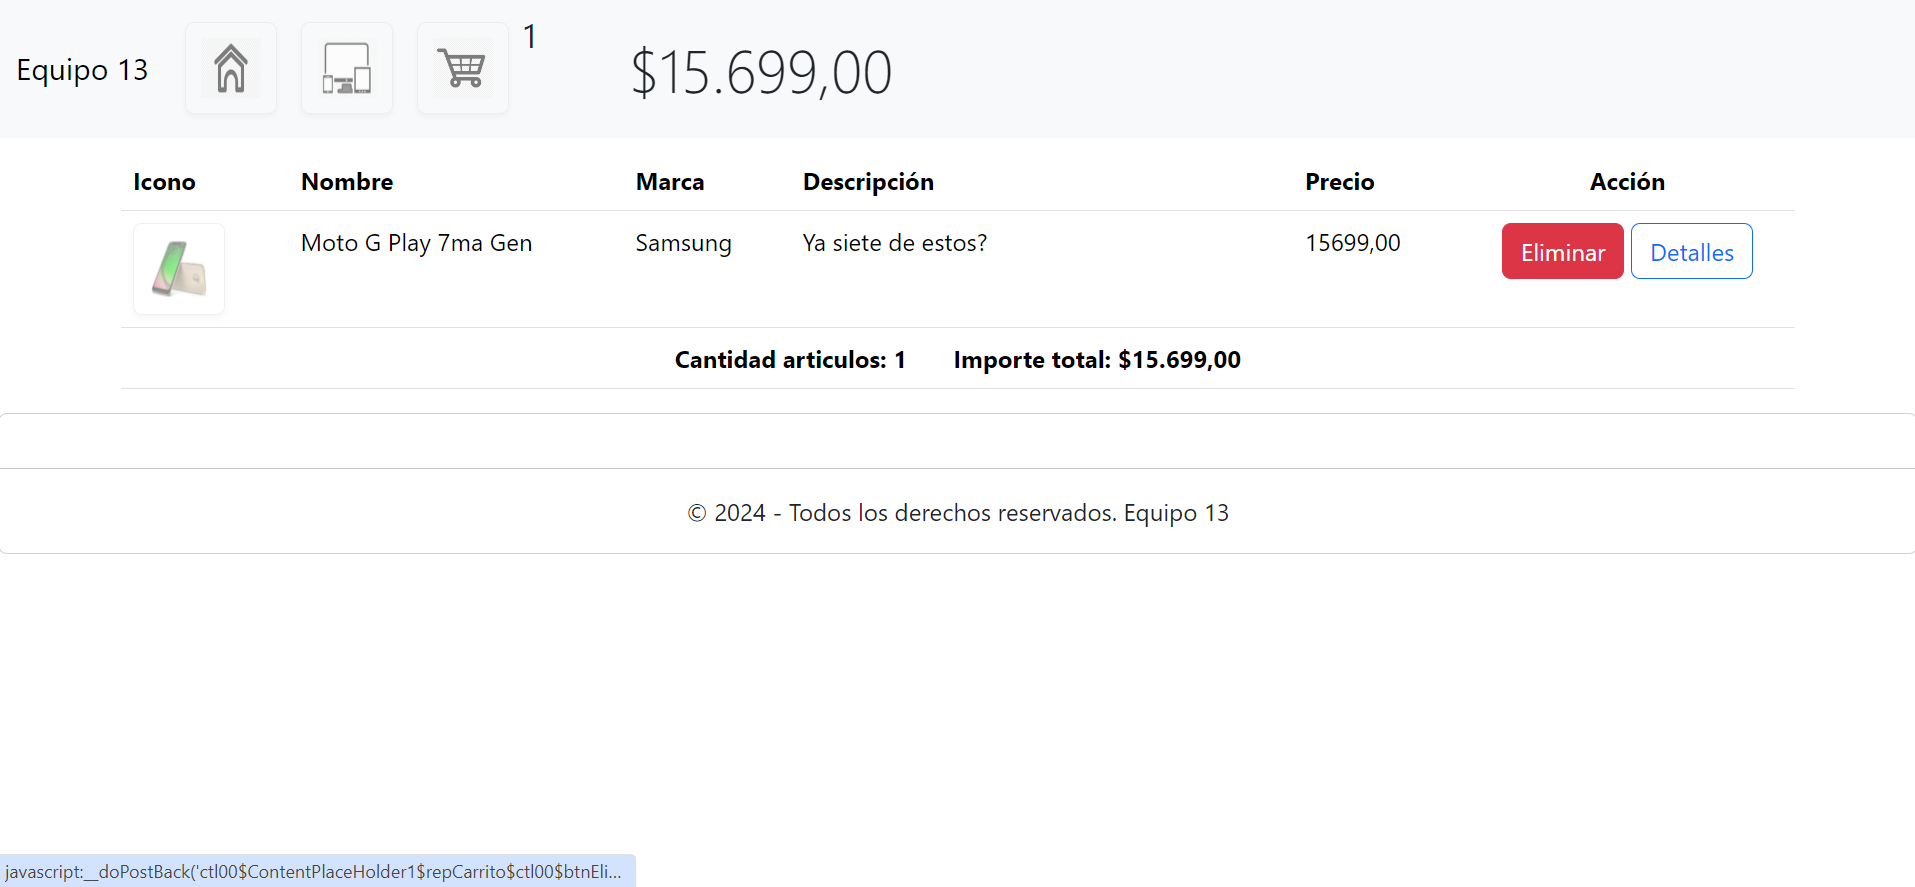 Equipo 13
1
$15.699,00
Icono Nombre Marca Descripción Precio Acción
Moto G Play 7ma Gen Samsung Ya siete de estos? 15699,00 Eliminar Detalles
Cantidad articulos: 1 Importe total: $15.699,00
© 2024 - Todos los derechos reservados. Equipo 13
javascript:__doPostBack('ctl00$ContentPlaceHolder1$repCarrito$ctl00$btnEli...